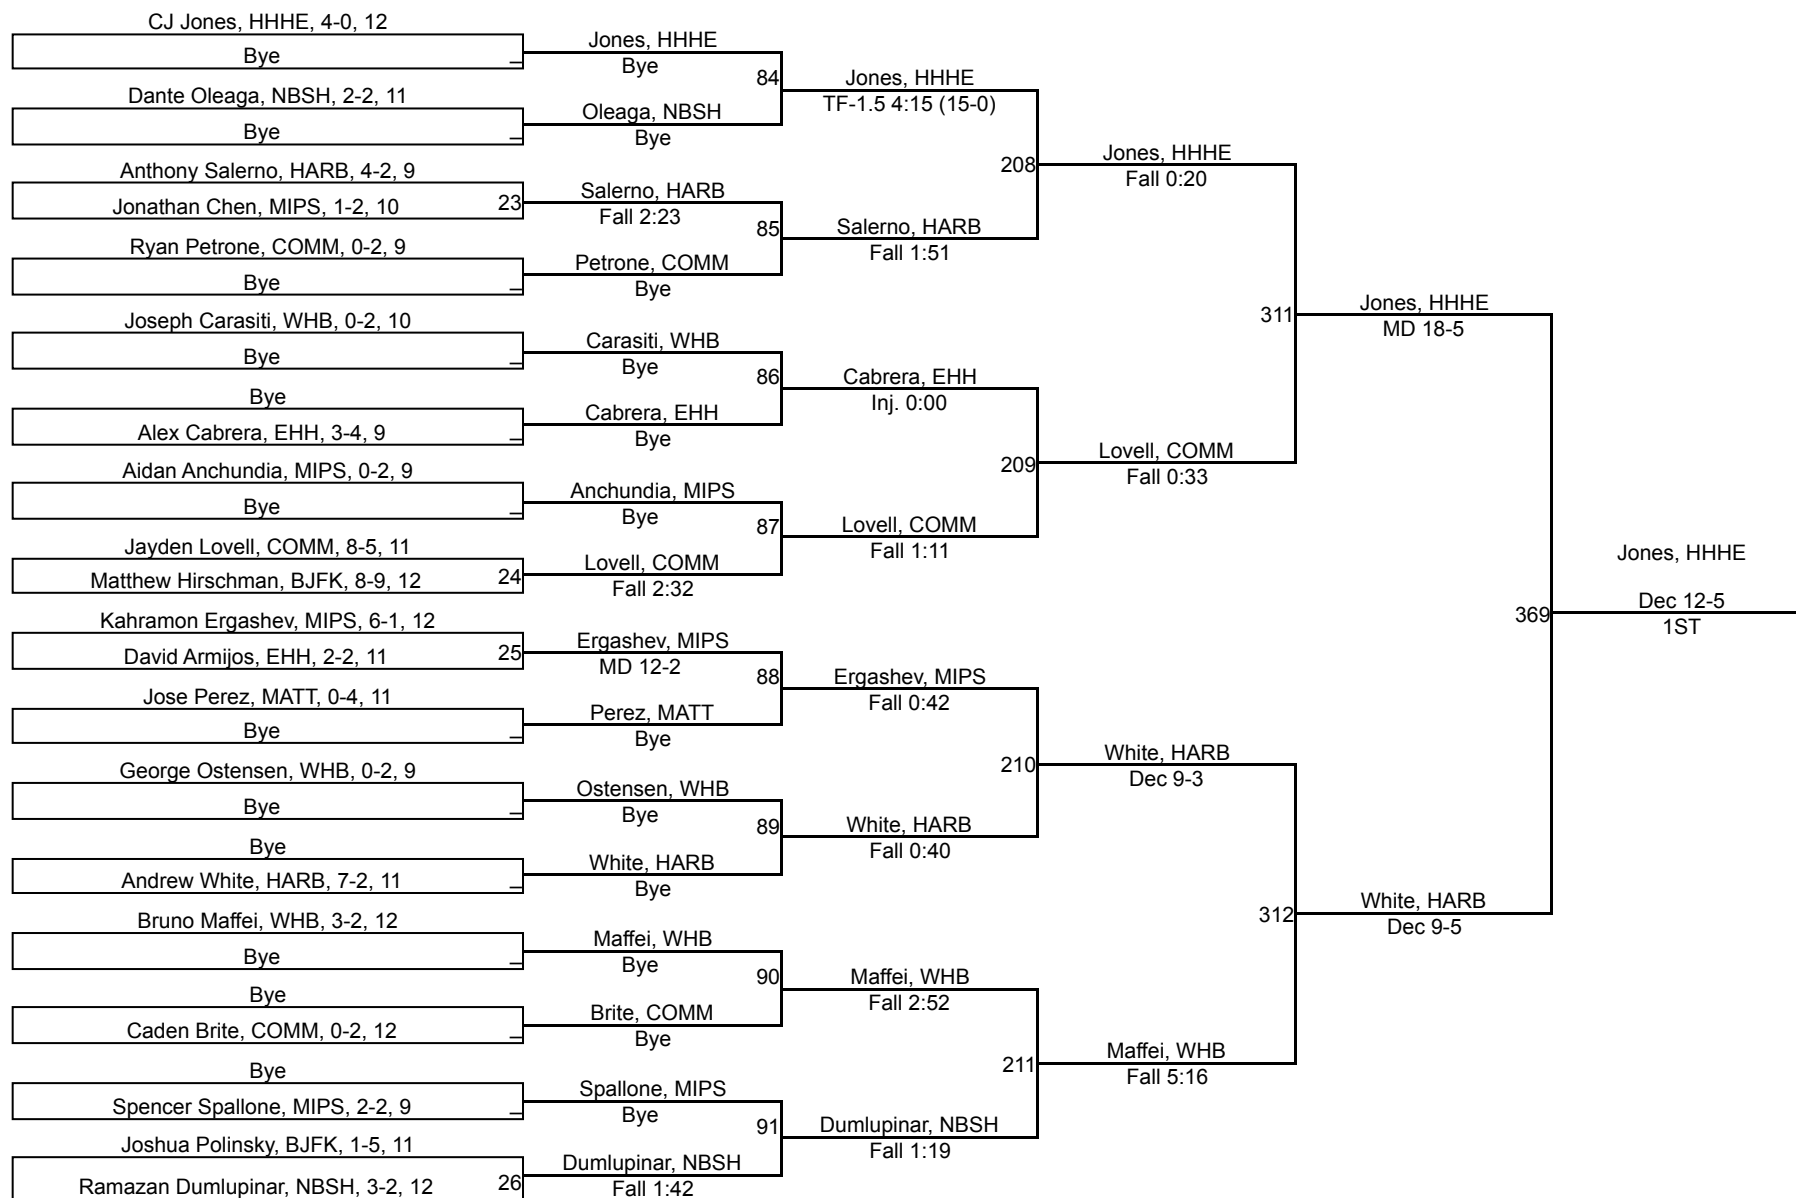 CJ Jones, HHHE, 4-0, 12
Bye
Dante Oleaga, NBSH, 2-2, 11
Bye
Anthony Salerno, HARB, 4-2, 9
Jonathan Chen, MIPS, 1-2, 10
23
Ryan Petrone, COMM, 0-2, 9
Bye
Joseph Carasiti, WHB, 0-2, 10
Bye
Bye
Alex Cabrera, EHH, 3-4, 9
Aidan Anchundia, MIPS, 0-2, 9
Bye
Jayden Lovell, COMM, 8-5, 11
Matthew Hirschman, BJFK, 8-9, 12
24
Kahramon Ergashev, MIPS, 6-1, 12
David Armijos, EHH, 2-2, 11
25
Jose Perez, MATT, 0-4, 11
Bye
George Ostensen, WHB, 0-2, 9
Bye
Bye
Andrew White, HARB, 7-2, 11
Bruno Maffei, WHB, 3-2, 12
Bye
Bye
Caden Brite, COMM, 0-2, 12
Bye
Spencer Spallone, MIPS, 2-2, 9
Joshua Polinsky, BJFK, 1-5, 11
Ramazan Dumlupinar, NBSH, 3-2, 12
26
Jones, HHHE
Bye
84
Oleaga, NBSH
Bye
Salerno, HARB
Fall 2:23
85
Petrone, COMM
Bye
Carasiti, WHB
Bye
86
Cabrera, EHH
Bye
Anchundia, MIPS
Bye
87
Lovell, COMM
Fall 2:32
Ergashev, MIPS
MD 12-2
88
Perez, MATT
Bye
Ostensen, WHB
Bye
89
White, HARB
Bye
Maffei, WHB
Bye
90
Brite, COMM
Bye
Spallone, MIPS
Bye
91
Dumlupinar, NBSH
Fall 1:42
Jones, HHHE
TF-1.5 4:15 (15-0)
208
Salerno, HARB
Fall 1:51
Cabrera, EHH
Inj. 0:00
209
Lovell, COMM
Fall 1:11
Ergashev, MIPS
Fall 0:42
210
White, HARB
Fall 0:40
Maffei, WHB
Fall 2:52
211
Dumlupinar, NBSH
Fall 1:19
Jones, HHHE
Fall 0:20
311
Lovell, COMM
Fall 0:33
White, HARB
Dec 9-3
312
Maffei, WHB
Fall 5:16
Jones, HHHE
MD 18-5
369
White, HARB
Dec 9-5
Jones, HHHE
Dec 12-5
1ST